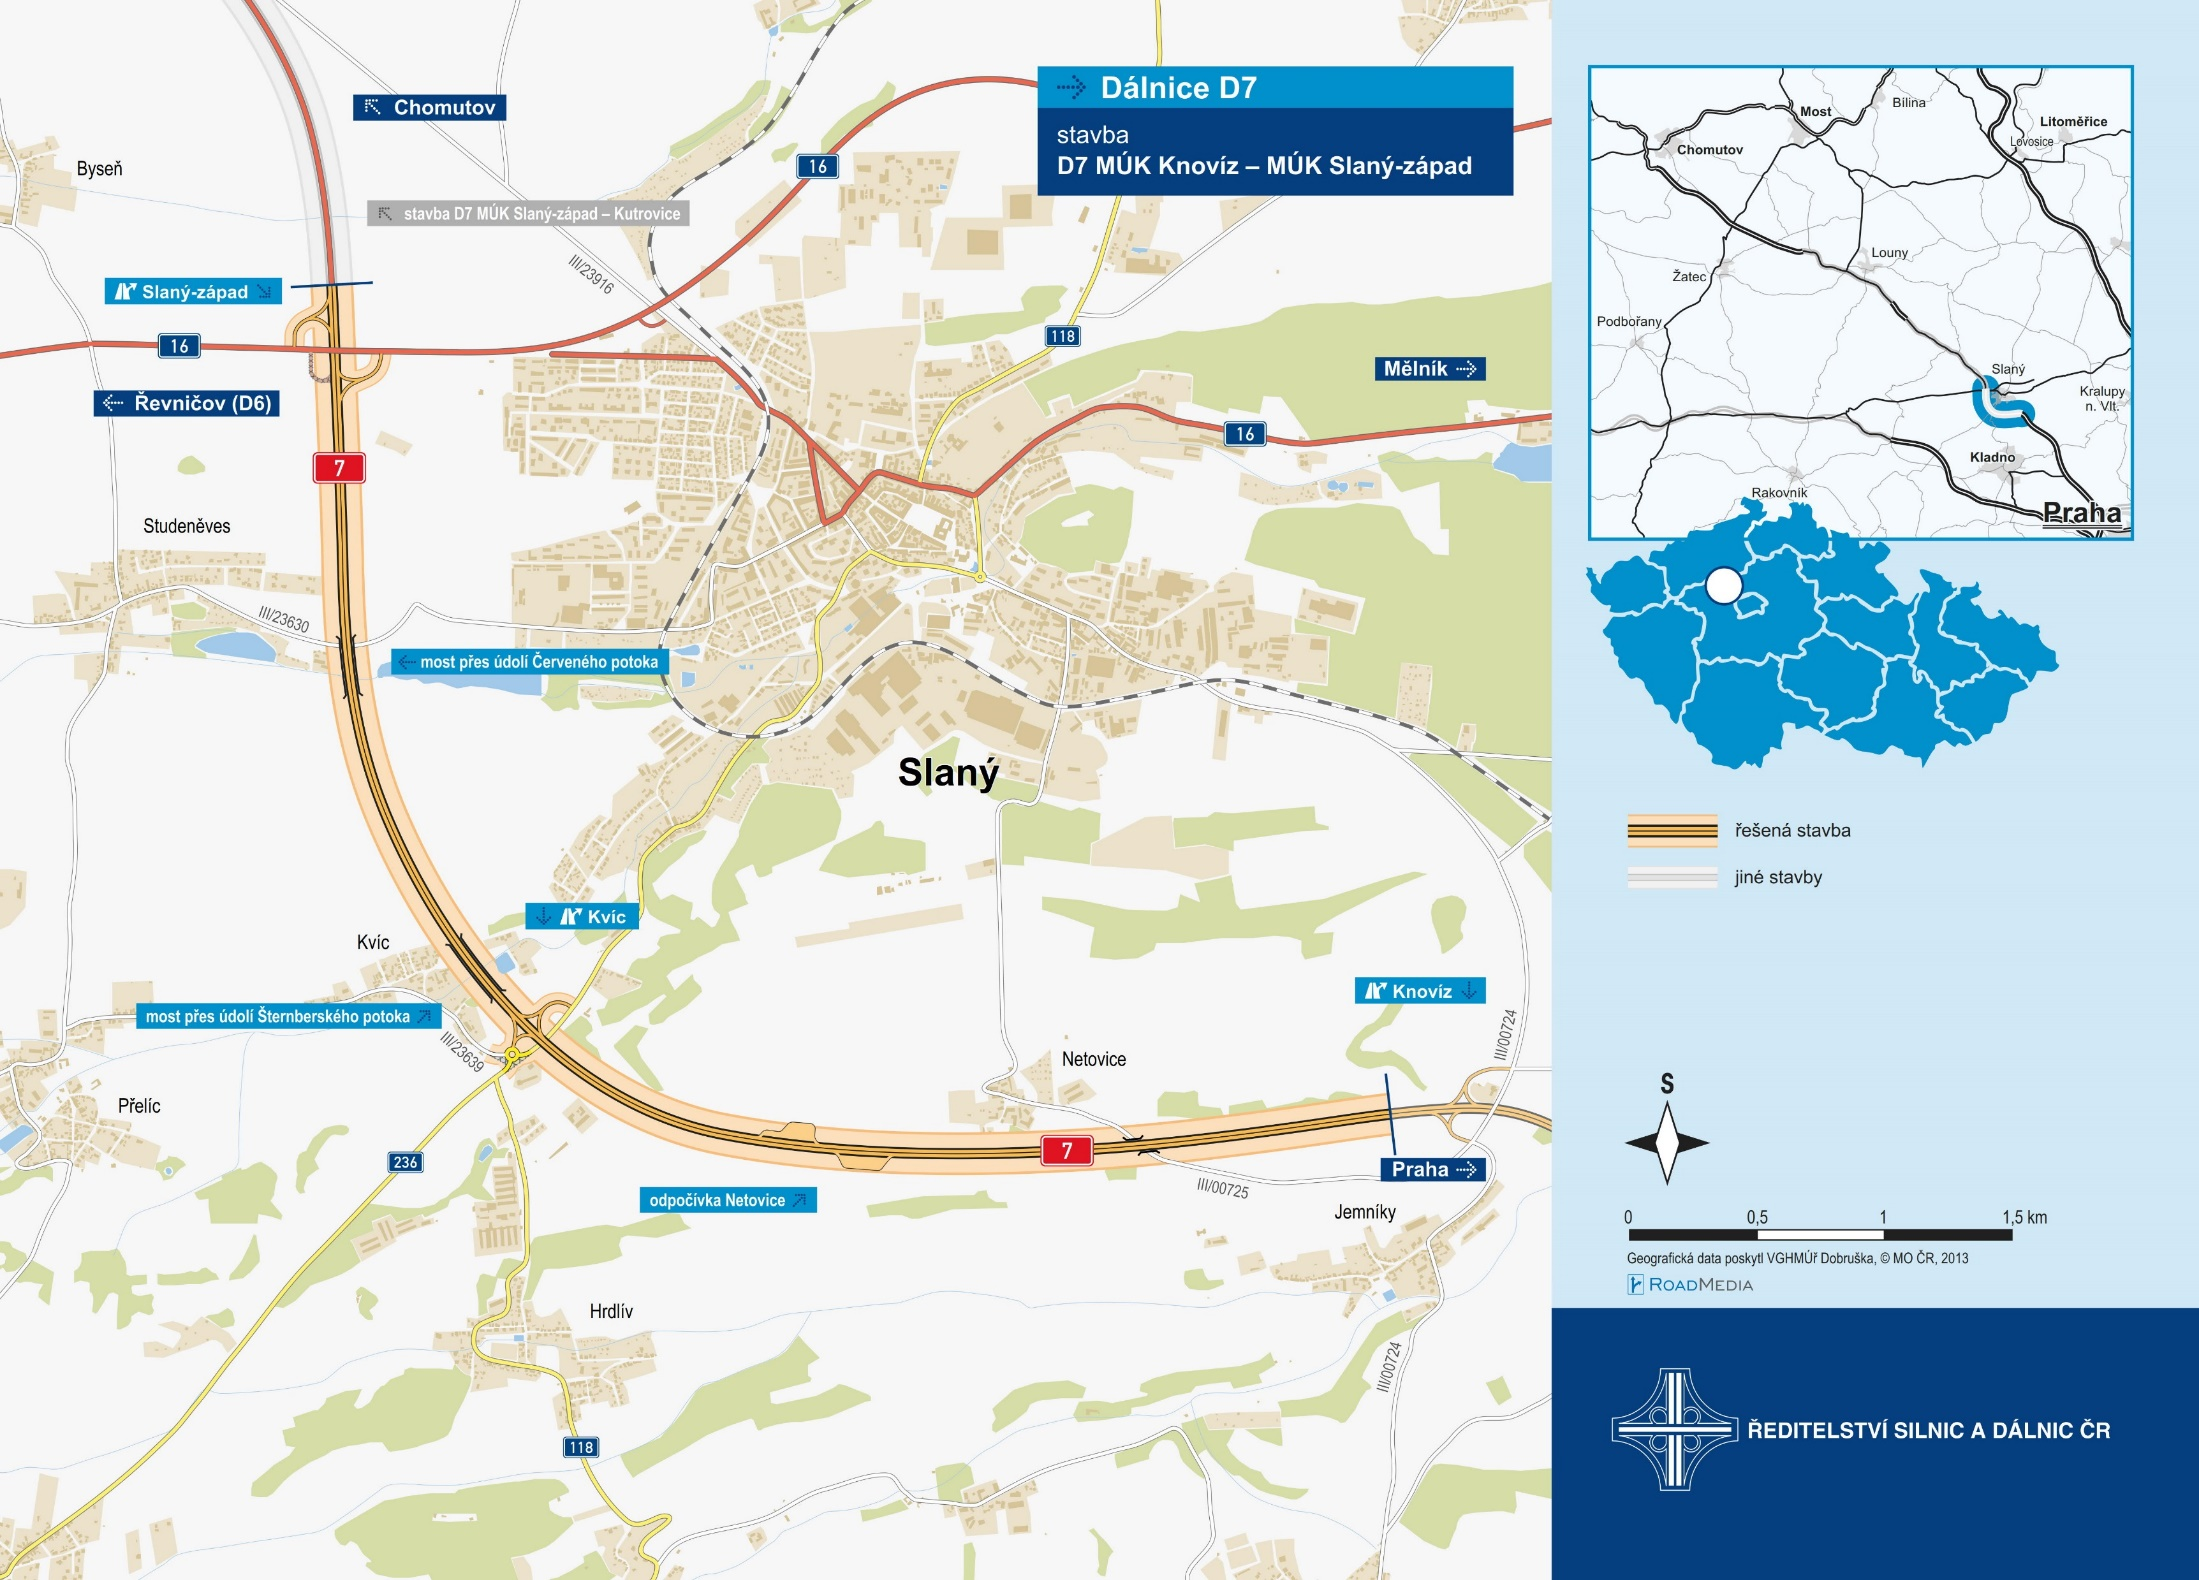 Dálnice D7
stavba
D7 MÚK Knovíz – MÚK Slaný-západ
Chomutov
16
Byseň
stavba D7 MÚK Slaný-západ – Kutrovice
III/23916
Slaný-západ
16
118
Mělník
Řevničov (D6)
16
7
Studeněves
III/23630
most přes údolí Červeného potoka
Slaný
Kvíc
Kvíc
Knovíz
most přes údolí Šternberského potoka
III/23639
III/00724
Netovice
Přelíc
7
236
Praha
III/00725
odpočívka Netovice
Jemníky
Hrdlív
III/00724
118
Most
Bílina
Litoměřice
Lovosice
Chomutov
Louny
Žatec
Podbořany
Slaný
Kralupy
n. Vlt.
Kladno
Rakovník
Praha
řešená stavba
jiné stavby
S
0 0,5 1 1,5 km
Geografická data poskytl VGHMÚř Dobruška, © MO ČR, 2013
ROADMEDIA
ŘEDITELSTVÍ SILNIC A DÁLNIC ČR